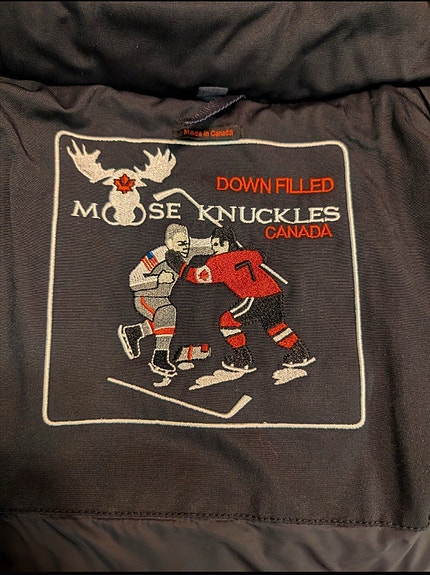 Made in Canada
DOWN FILLED
MOOSE KNUCKLES
CANADA
7